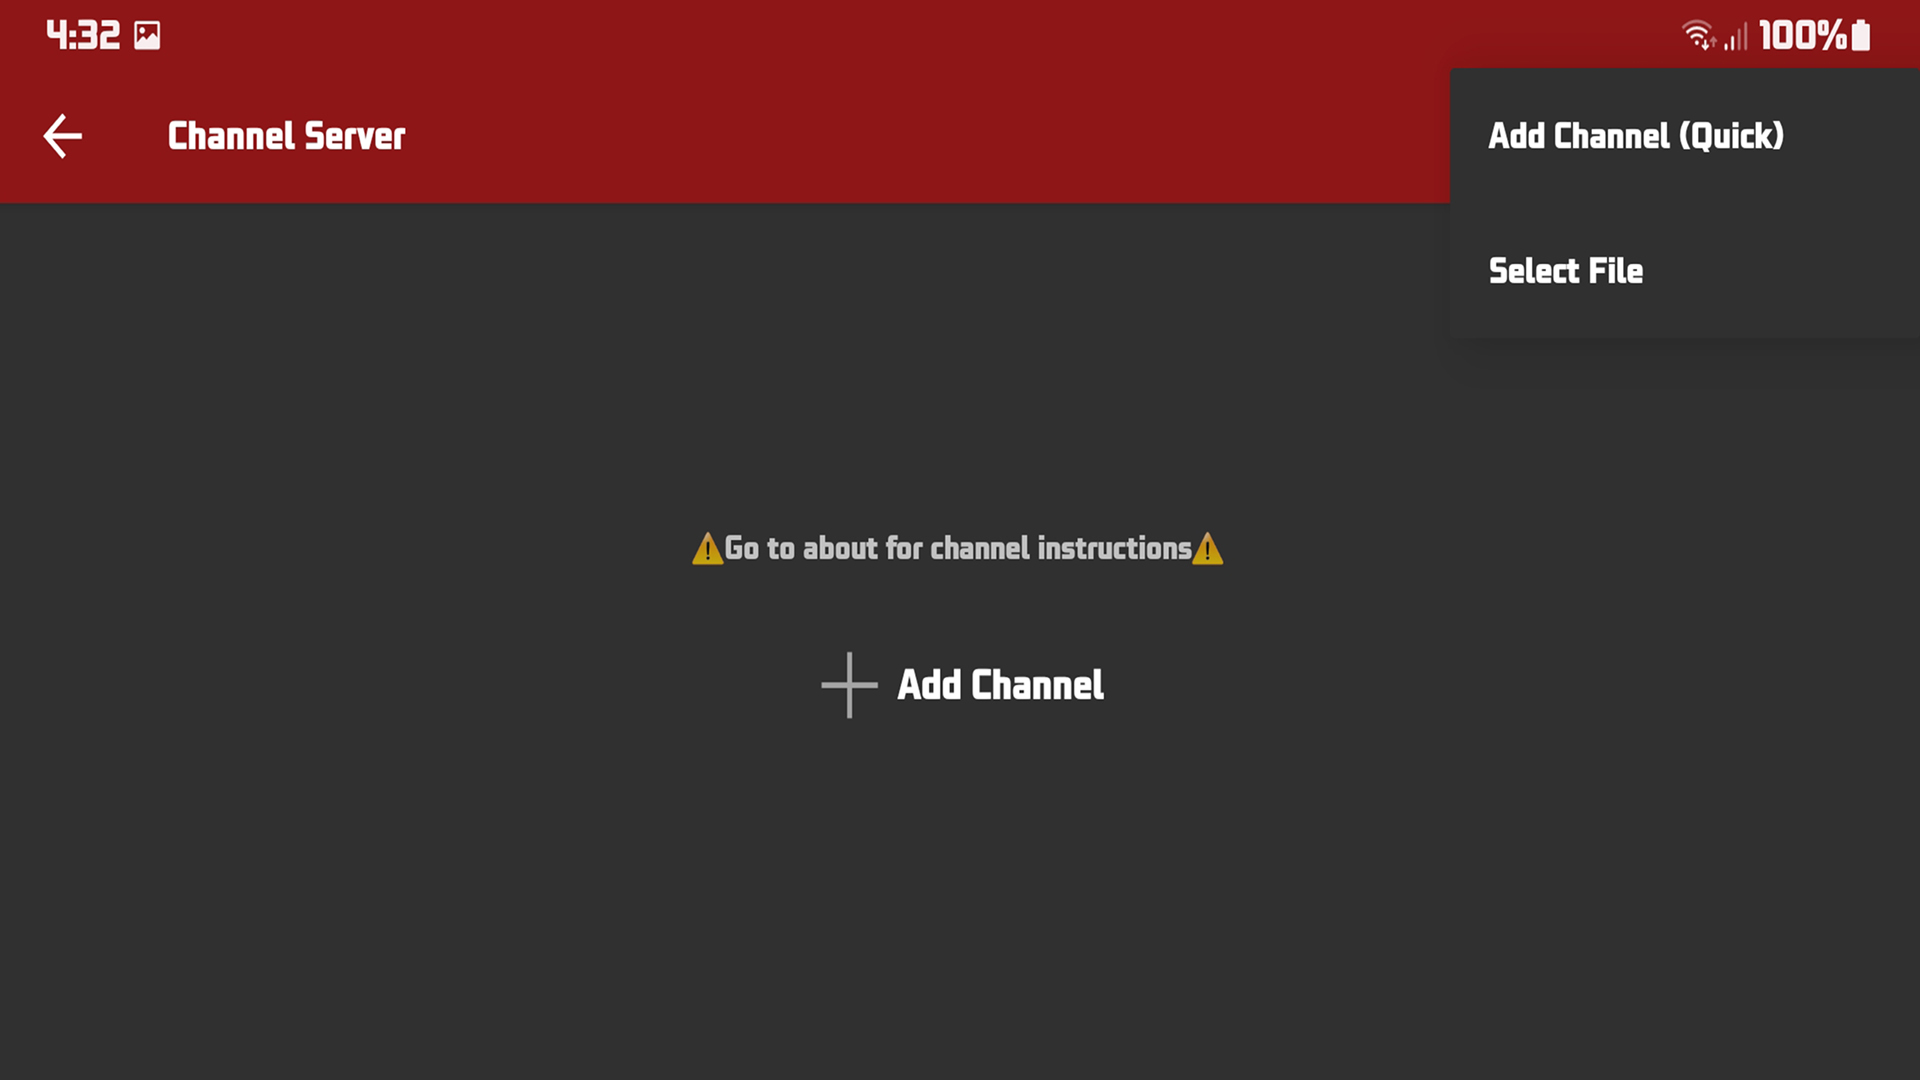 4:32
100%
Channel Server
Add Channel (Quick)
Select File
⚠Go to about for channel instructions⚠
Add Channel